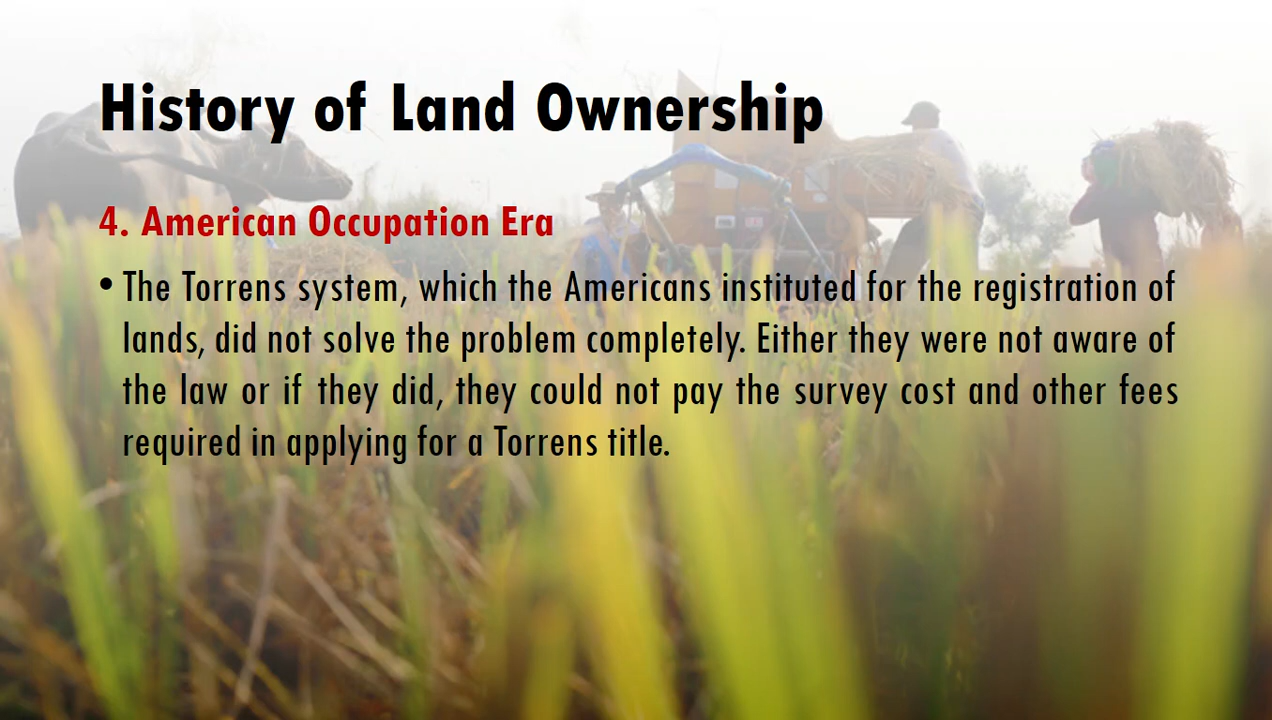 History of Land Ownership
4. American Occupation Era
• The Torrens system, which the Americans instituted for the registration of
lands, did not solve the problem completely. Either they were not aware of
the law or if they did, they could not pay the survey cost and other fees
required in applying for a Torrens title.